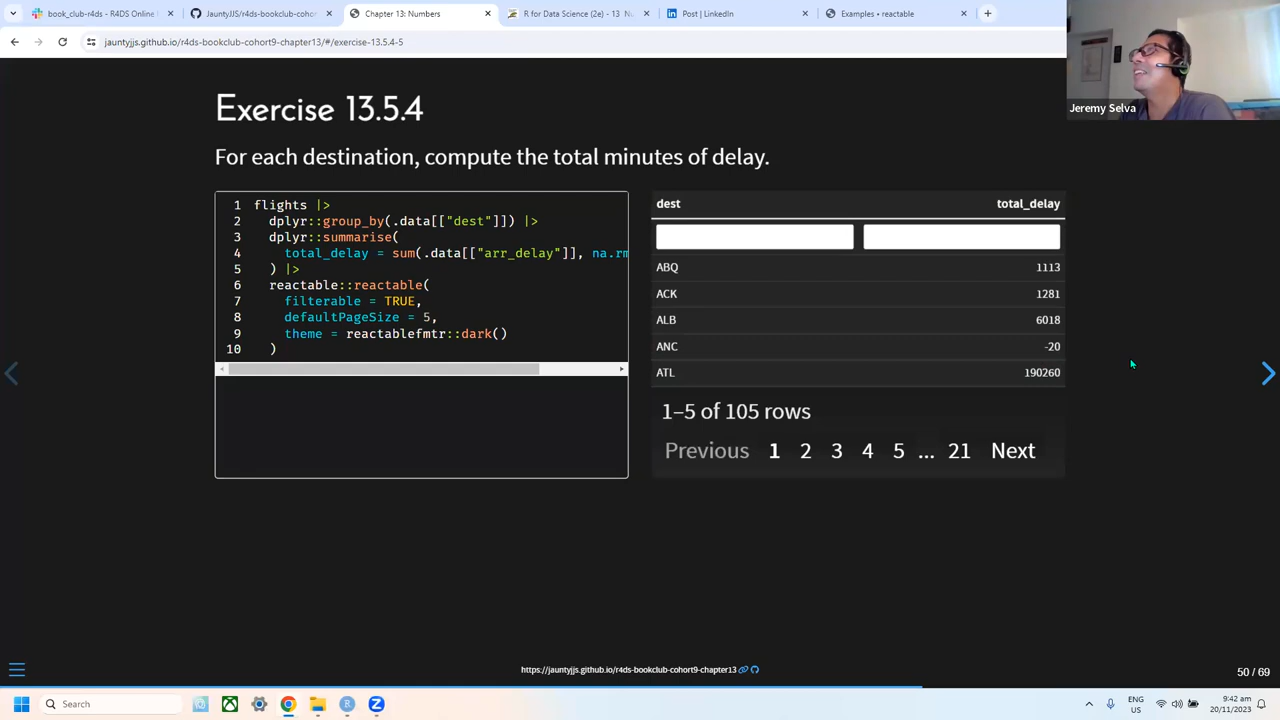 book_club-r4ds - R4DS Online
JauntyJJS/r4ds-bookclub-cohor
Chapter 13: Numbers
R for Data Science (2e) - 13 N
Post | LinkedIn
Examples – reactable
jauntyjjs.github.io/r4ds-bookclub-cohort9-chapter13/#/exercise-13.5.4-5
Jeremy Selva
Exercise 13.5.4
For each destination, compute the total minutes of delay.
1 flights |>
2 dplyr::group_by(.data[["dest"]]) |>
3 dplyr::summarise(
4 total_delay = sum(.data[["arr_delay"]], na.rm
5 ) |>
6 reactable::reactable(
7 filterable = TRUE,
8 defaultPageSize = 5,
9 theme = reactablefmtr::dark()
10 )
dest total_delay
ABQ 1113
ACK 1281
ALB 6018
ANC -20
ATL 190260
1–5 of 105 rows
Previous 1 2 3 4 5 ... 21 Next
https://jauntyjjs.github.io/r4ds-bookclub-cohort9-chapter13
50 / 69
Search
ENG
US
9:42 am
20/11/2023